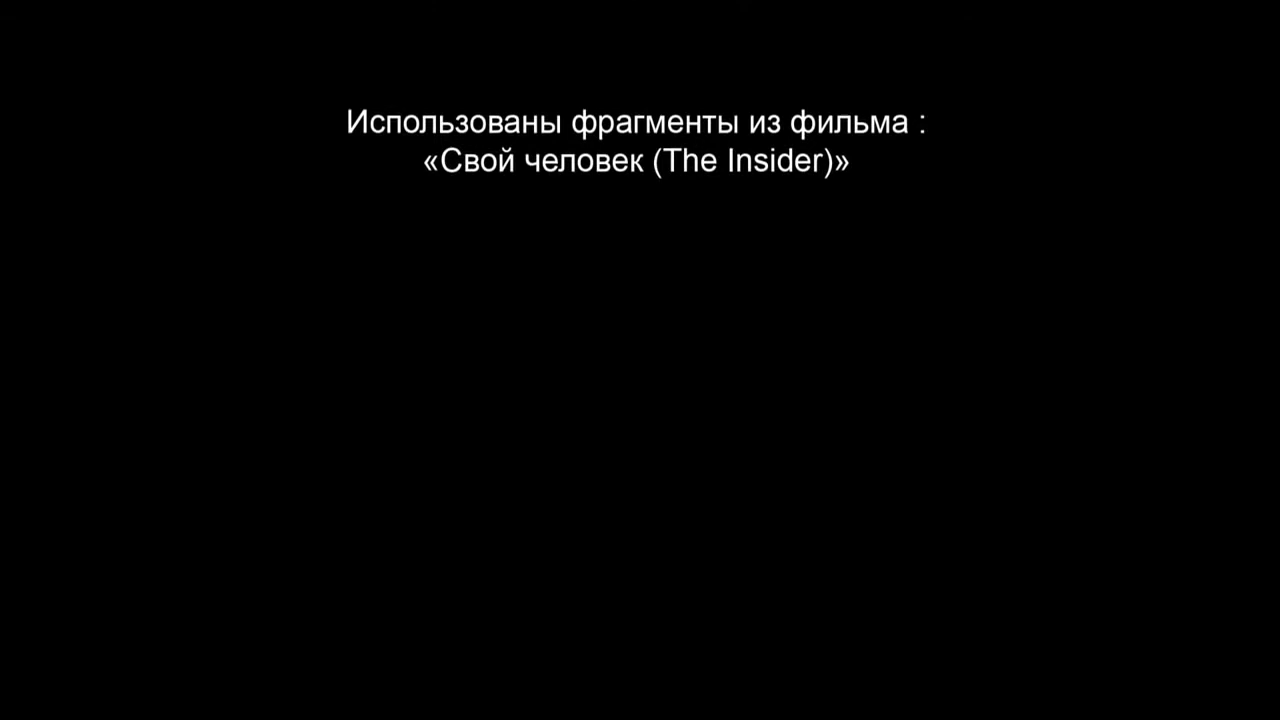 Использованы фрагменты из фильма :
«Свой человек (The Insider)»